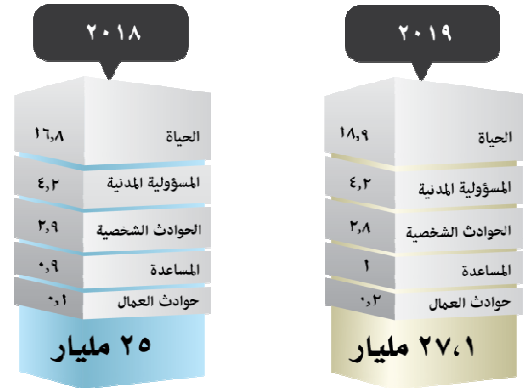 ٢٠١٩
الحياة ١٨,٩
المسؤولية المدنية ٤,٢
الحوادث الشخصية ٢,٨
المساعدة ١
حوادث العمال ٠,٢
٢٧،١ مليار
٢٠١٨
الحياة ١٦,٨
المسؤولية المدنية ٤,٢
الحوادث الشخصية ٢,٩
المساعدة ٠,٩
حوادث العمال ٠,١
٢٥ مليار